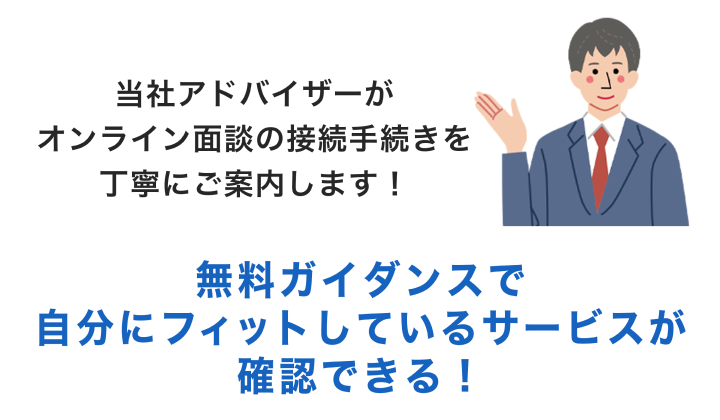 当社アドバイザーが
オンライン面談の接続手続きを
丁寧にご案内します！
無料ガイダンスで
自分にフィットしているサービスが
確認できる！